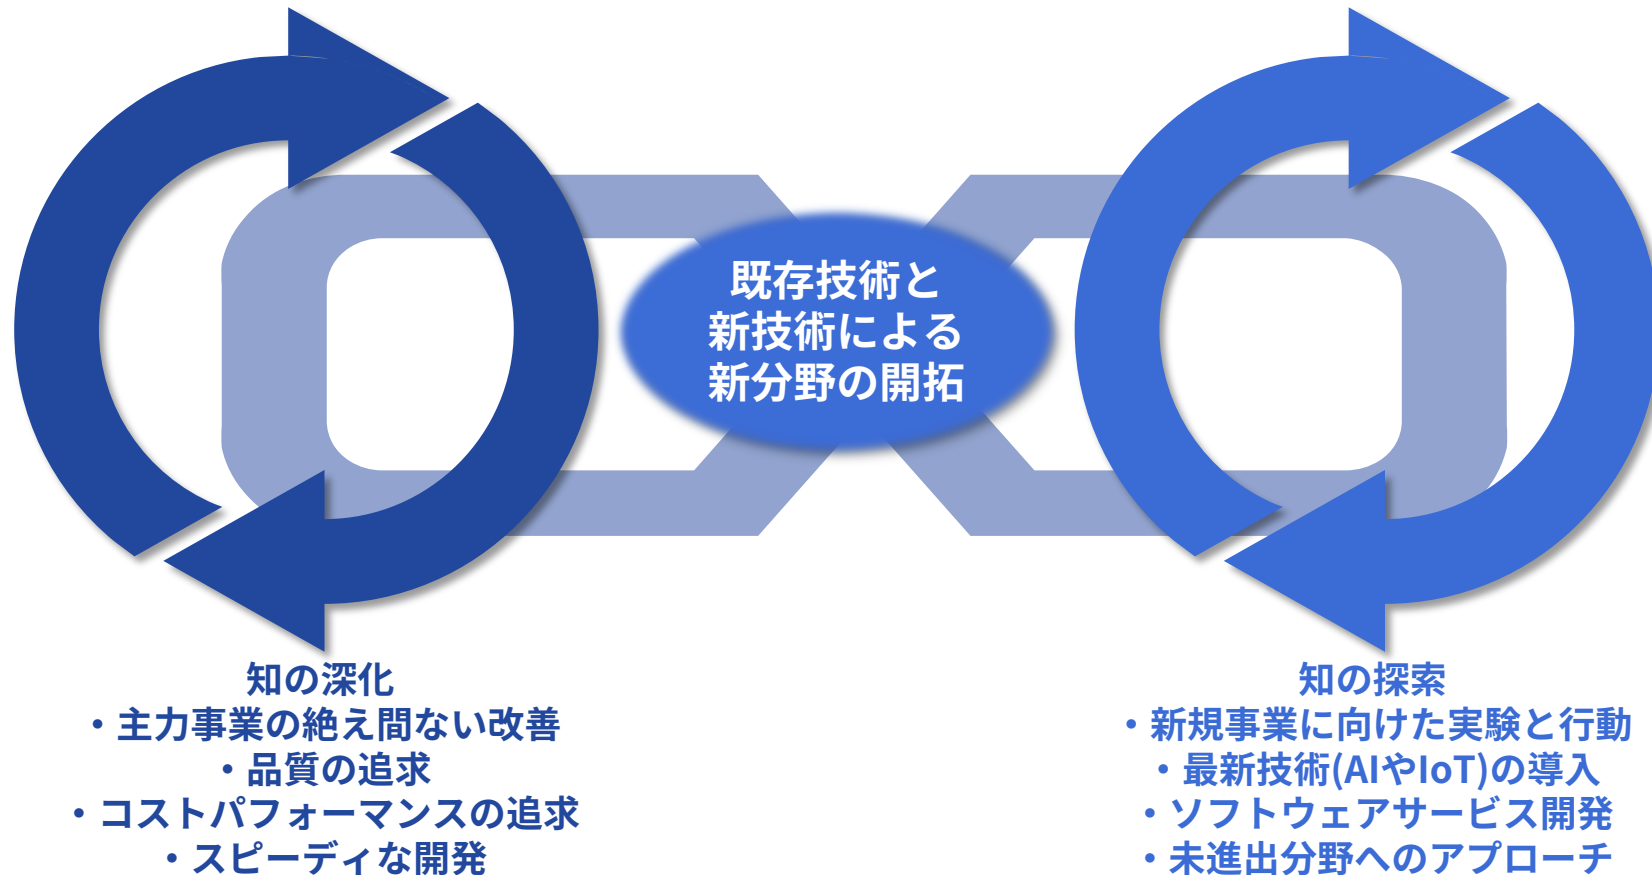 既存技術と
新技術による
新分野の開拓
知の深化
・主力事業の絶え間ない改善
・品質の追求
・コストパフォーマンスの追求
・スピーディな開発
知の探索
・新規事業に向けた実験と行動
・最新技術(AIやIoT)の導入
・ソフトウェアサービス開発
・未進出分野へのアプローチ